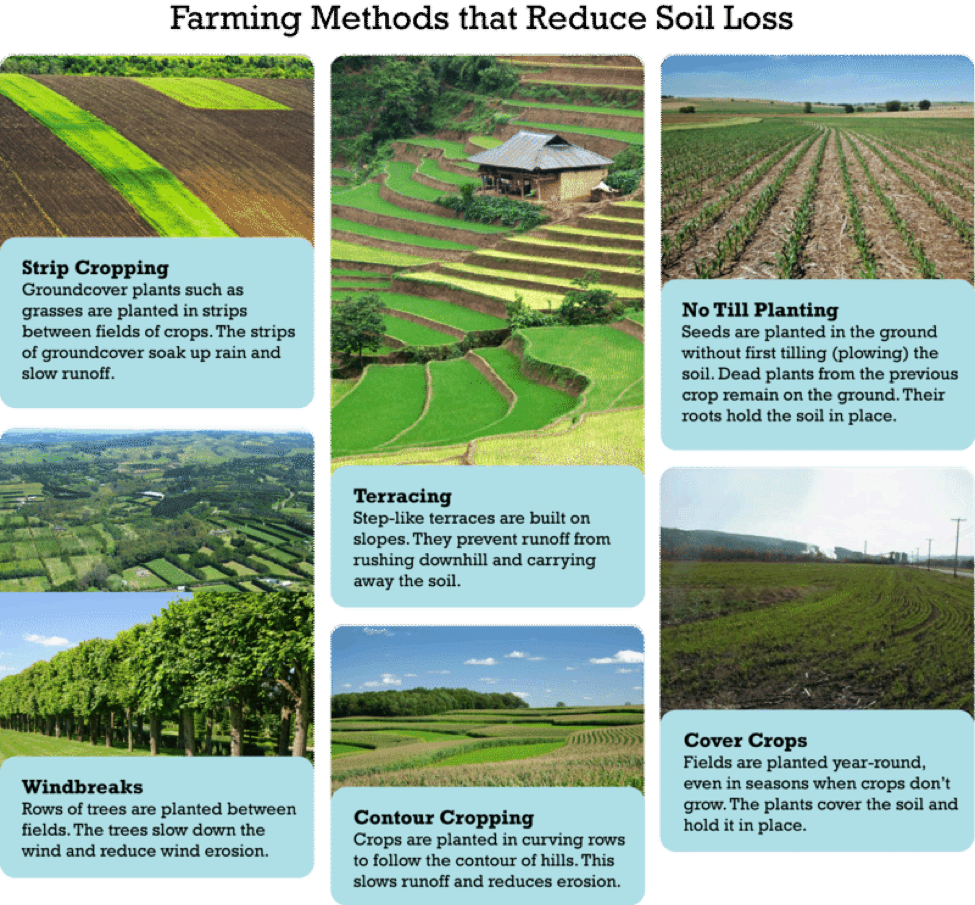 Farming Methods that Reduce Soil Loss
Strip Cropping
Groundcover plants such as
grasses are planted in strips
between fields of crops. The strips
of groundcover soak up rain and
slow runoff.
Windbreaks
Rows of trees are planted between
fields. The trees slow down the
wind and reduce wind erosion.
Terracing
Step-like terraces are built on
slopes. They prevent runoff from
rushing downhill and carrying
away the soil.
Contour Cropping
Crops are planted in curving rows
to follow the contour of hills. This
slows runoff and reduces erosion.
No Till Planting
Seeds are planted in the ground
without first tilling (plowing) the
soil. Dead plants from the previous
crop remain on the ground. Their
roots hold the soil in place.
Cover Crops
Fields are planted year-round,
even in seasons when crops don't
grow. The plants cover the soil and
hold it in place.